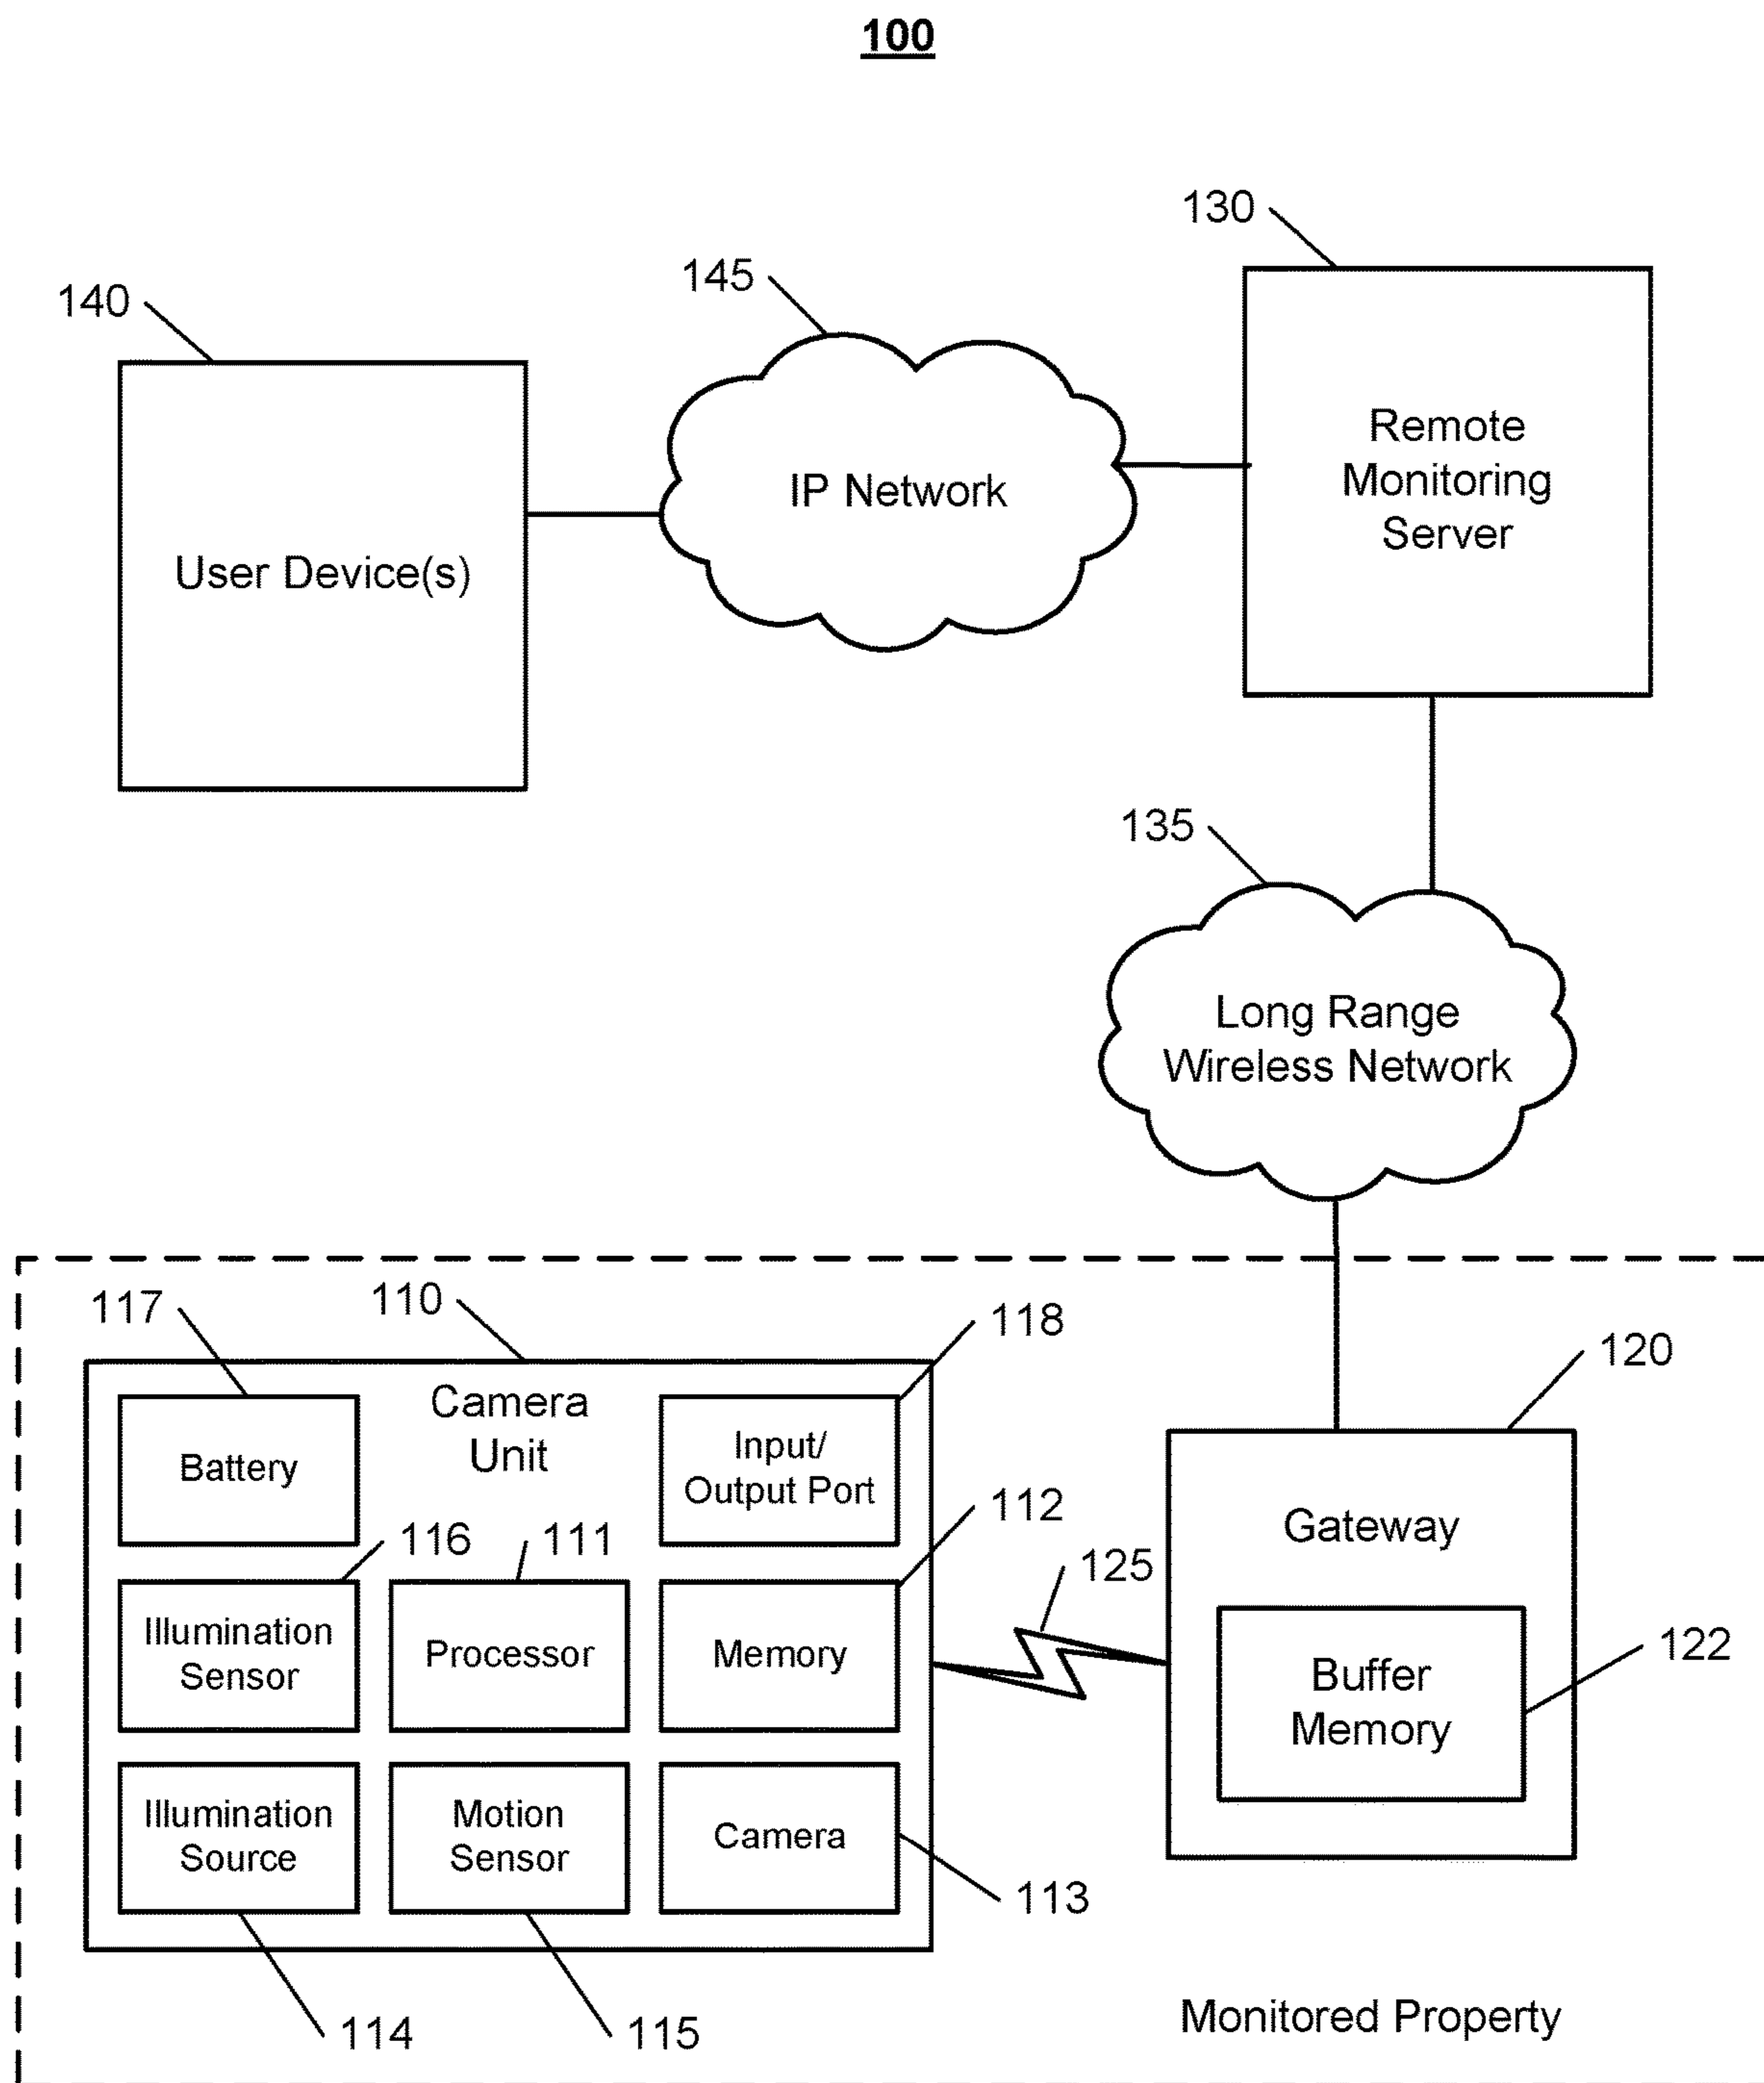 100
130
145
140
Remote
Monitoring
Server
IP Network
User Device(s)
135
Long Range
Wireless Network
117
110
118
120
Camera
Unit
Battery
Input/
Output Port
112
Gateway
116
111
125
Illumination
Sensor
Processor
Memory
122
Buffer
Memory
Illumination
Source
Motion
Sensor
Camera
113
114
115
Monitored Property